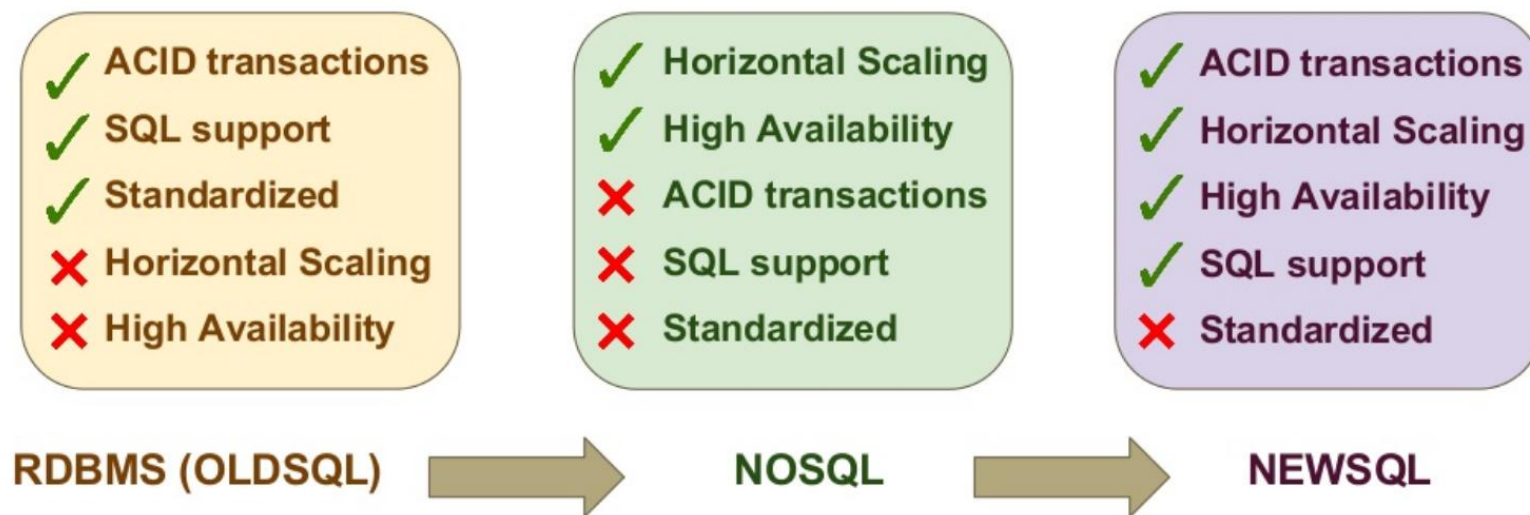 ACID transactions
SQL support
Standardized
Horizontal Scaling
High Availability
Horizontal Scaling
High Availability
ACID transactions
SQL support
Standardized
ACID transactions
Horizontal Scaling
High Availability
SQL support
Standardized
RDBMS (OLDSQL)
NOSQL
NEWSQL